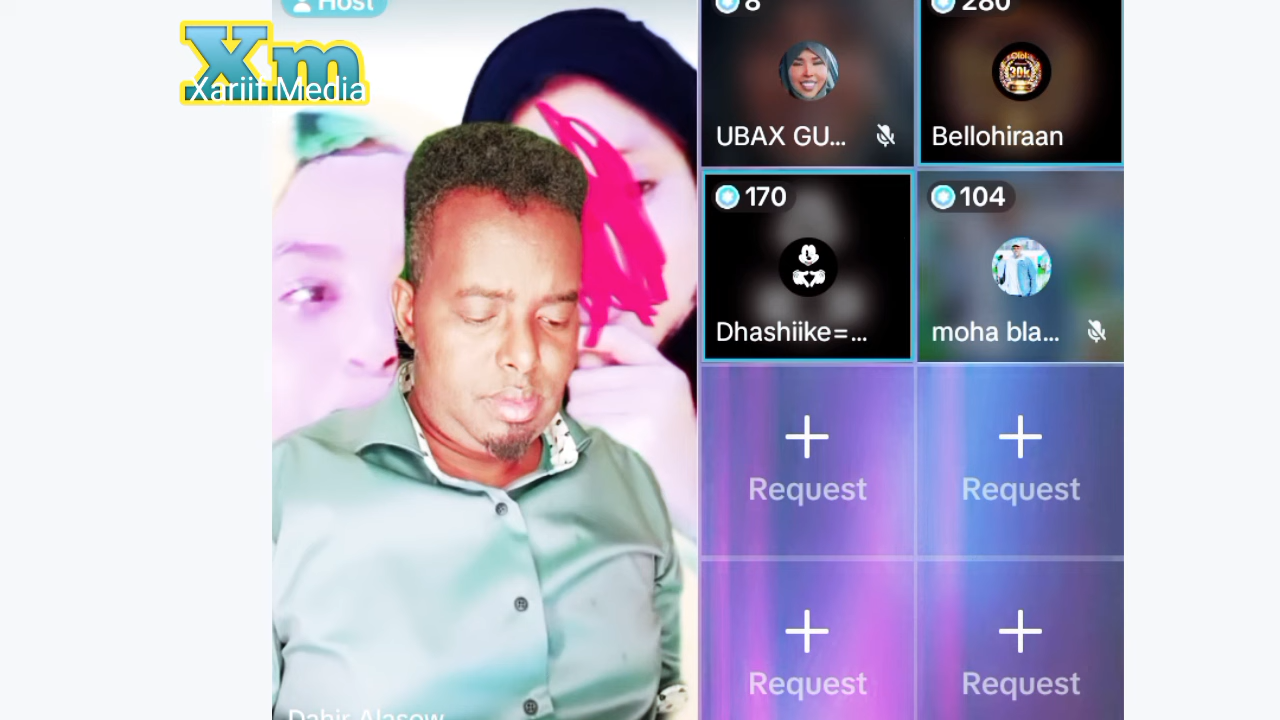 Host
Xm
Xariif Media
8
UBAX GU...
280
30k
Bellohiraan
170
Dhashiike=...
104
moha bla...
Request
Request
Request
Request
Dahir Alasow